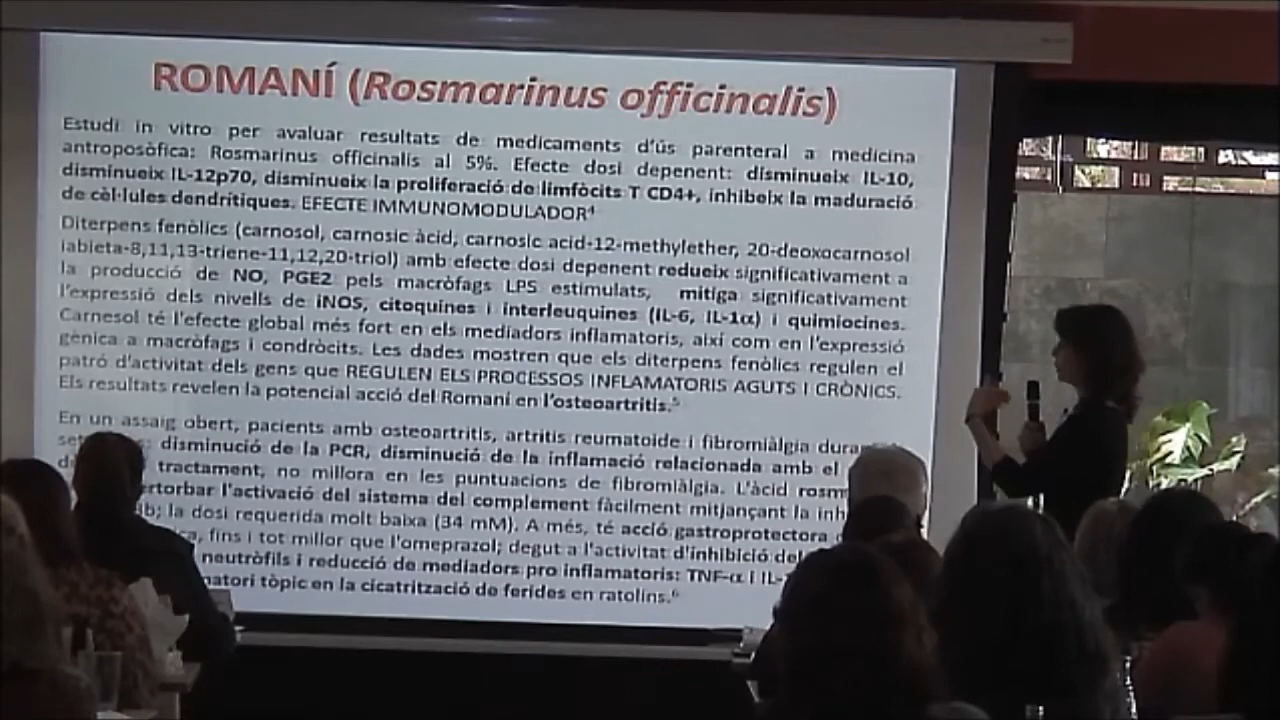 ROMANÍ (Rosmarinus officinalis)
Estudi in vitro per avaluar resultats de medicaments d'ús parenteral a medicina
antroposòfica: Rosmarinus officinalis al 5%. Efecte dosi depenent: disminueix IL-10,
disminueix IL-12p70, disminueix la proliferació de limfòcits T CD4+, inhibeix la maduració
de cèl·lules dendrítiques. EFECTE IMMUNOMODULADOR⁴
Diterpens fenòlics (carnosol, carnosic àcid, carnosic acid-12-methylether, 20-deoxocarnosol
iabieta-8,11,13-triene-11,12,20-triol) amb efecte dosi depenent redueix significativament a
la producció de NO, PGE2 pels macròfags LPS estimulats, mitiga significativament
l'expressió dels nivells de iNOS, citoquines i interleuquines (IL-6, IL-1α) i quimiocines.
Carnesol té l'efecte global més fort en els mediadors inflamatoris, així com en l'expressió
gènica a macròfags i condròcits. Les dades mostren que els diterpens fenòlics regulen el
patró d'activitat dels gens que REGULEN ELS PROCESSOS INFLAMATORIS AGUTS I CRÒNICS.
Els resultats revelen la potencial acció del Romaní en l'osteoartritis.⁵
En un assaig obert, pacients amb osteoartritis, artritis reumatoide i fibromiàlgia
disminució de la PCR, disminució de la inflamació relacionada amb el
tractament, no millora en les puntuacions de fibromiàlgia. L'àcid
l'activació del sistema del complement fàcilment mitjançant la
la dosi requerida molt baixa (34 mM). A més, té acció gastroprotectora
fins i tot millor que l'omeprazol; degut a l'activitat d'inhibició
neutròfils i reducció de mediadors pro inflamatoris: TNF-α i
tòpic en la cicatrització de ferides en ratolins.⁶